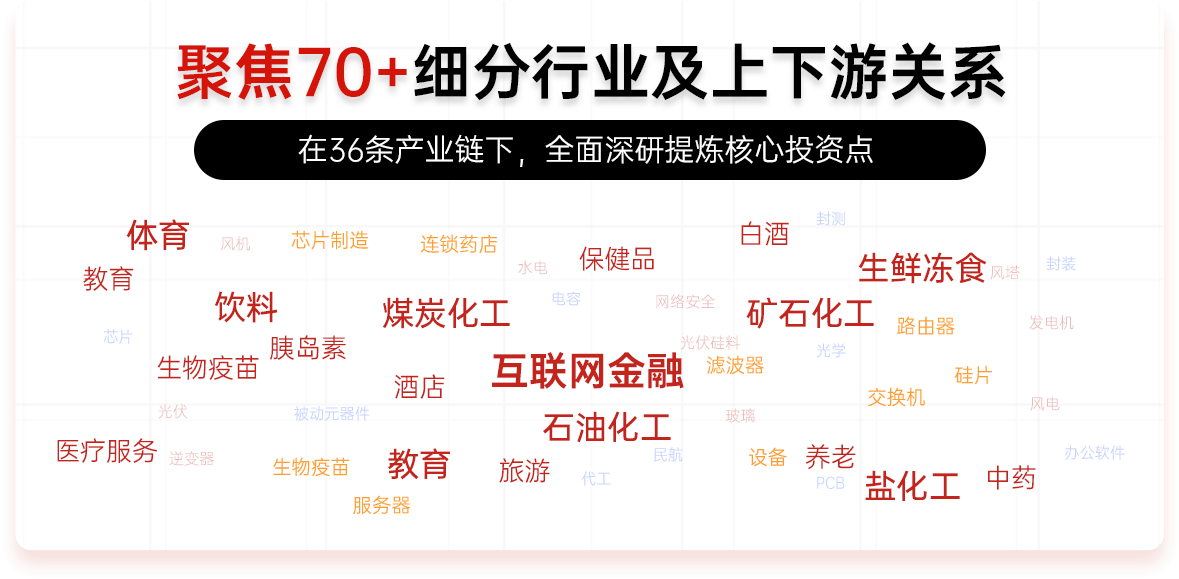 聚焦70+细分行业及上下游关系
在36条产业链下，全面深研提炼核心投资点
体育 风机 芯片制造 连锁药店 白酒 封测
教育 水电 保健品 生鲜冻食 风塔 封装
饮料 煤炭化工 电容 网络安全 矿石化工 路由器 发电机
芯片 生物疫苗 胰岛素 互联网金融 光伏硅料 滤波器 光学 硅片
光伏 被动元器件 酒店 石油化工 玻璃 交换机 风电
医疗服务 逆变器 生物疫苗 教育 旅游 代工 民航 设备 养老 办公软件
服务器 PCB 盐化工 中药